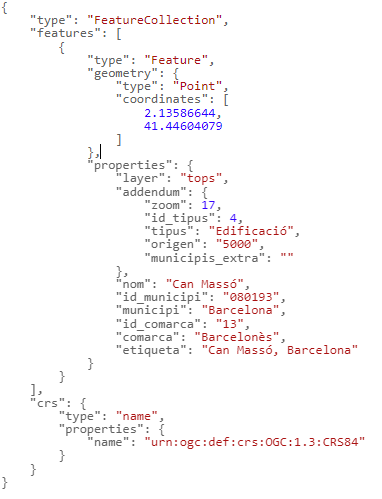 {
    "type": "FeatureCollection",
    "features": [
        {
            "type": "Feature",
            "geometry": {
                "type": "Point",
                "coordinates": [
                    2.13586644,
                    41.44604079
                ]
            },
            "properties": {
                "layer": "tops",
                "addendum": {
                    "zoom": 17,
                    "id_tipus": 4,
                    "tipus": "Edificació",
                    "origen": "5000",
                    "municipis_extra": ""
                },
                "nom": "Can Massó",
                "id_municipi": "080193",
                "municipi": "Barcelona",
                "id_comarca": "13",
                "comarca": "Barcelonès",
                "etiqueta": "Can Massó, Barcelona"
            }
        }
    ],
    "crs": {
        "type": "name",
        "properties": {
            "name": "urn:ogc:def:crs:OGC:1.3:CRS84"
        }
    }
}